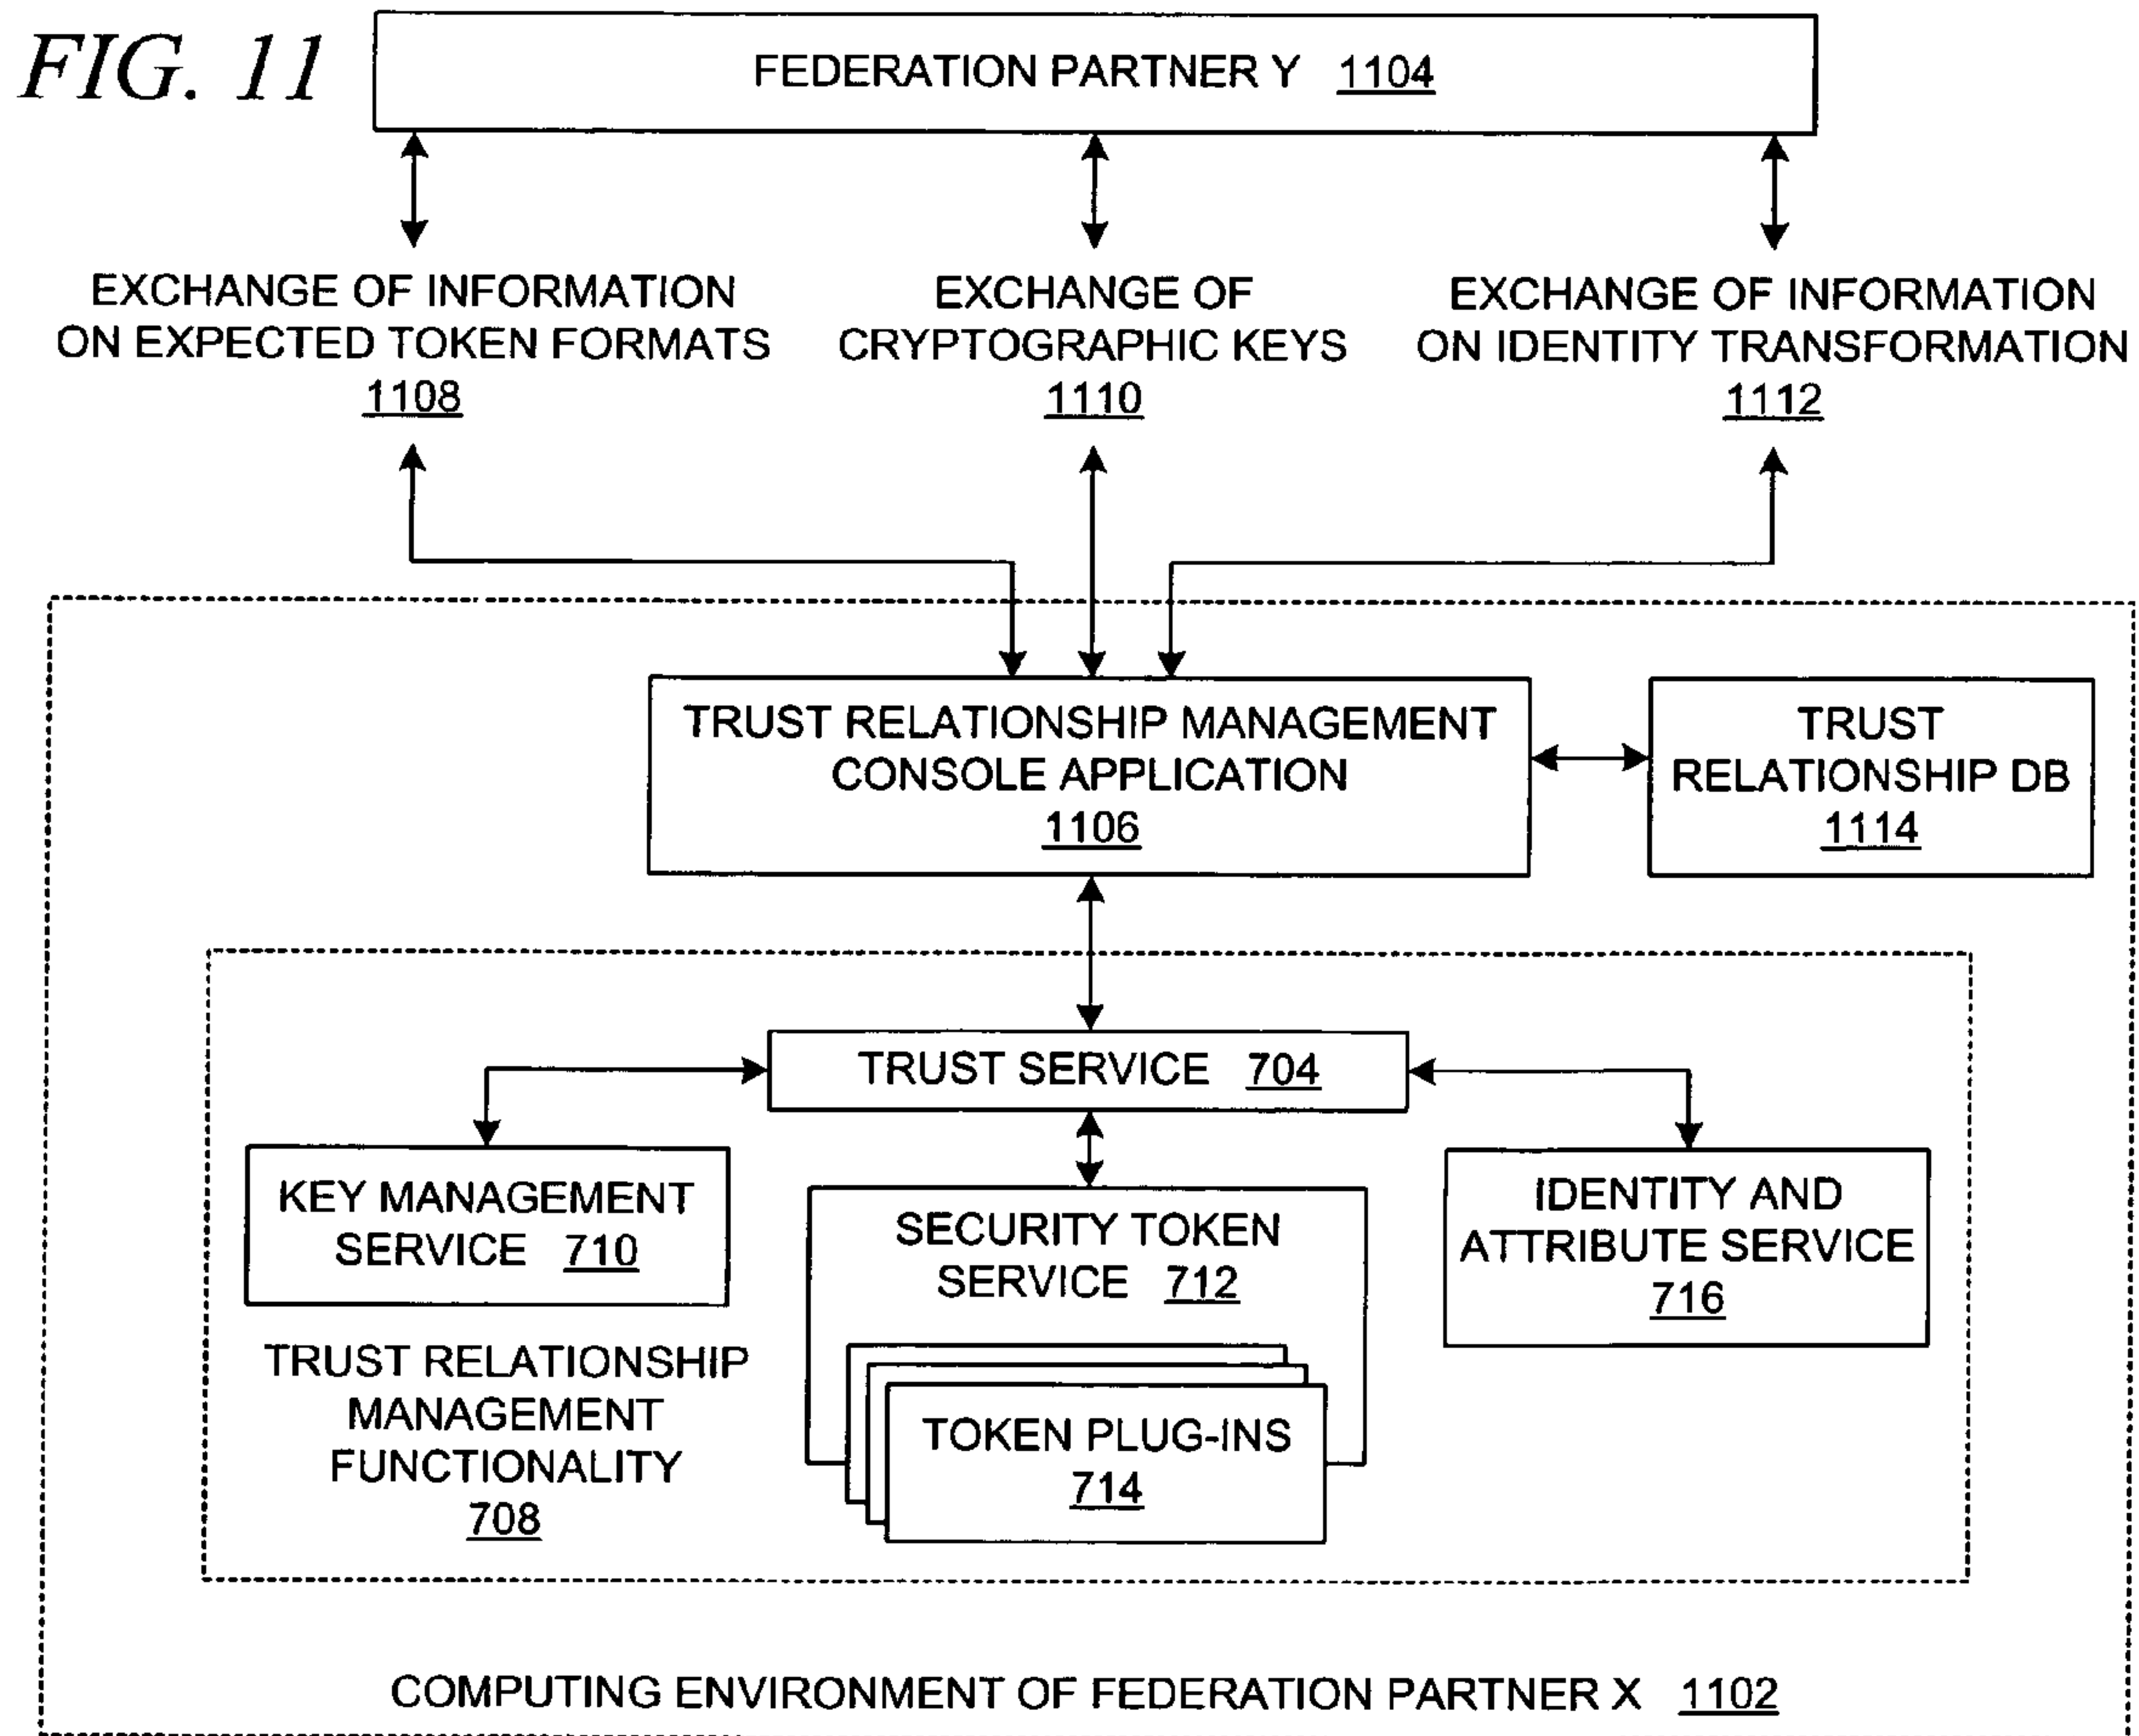 FIG. 11
FEDERATION PARTNER Y 1104
EXCHANGE OF INFORMATION
ON EXPECTED TOKEN FORMATS
1108
EXCHANGE OF
CRYPTOGRAPHIC KEYS
1110
EXCHANGE OF INFORMATION
ON IDENTITY TRANSFORMATION
1112
TRUST RELATIONSHIP MANAGEMENT
CONSOLE APPLICATION
1106
TRUST
RELATIONSHIP DB
1114
TRUST SERVICE 704
KEY MANAGEMENT
SERVICE 710
SECURITY TOKEN
SERVICE 712
IDENTITY AND
ATTRIBUTE SERVICE
716
TRUST RELATIONSHIP
MANAGEMENT
FUNCTIONALITY
708
TOKEN PLUG-INS
714
COMPUTING ENVIRONMENT OF FEDERATION PARTNER X 1102